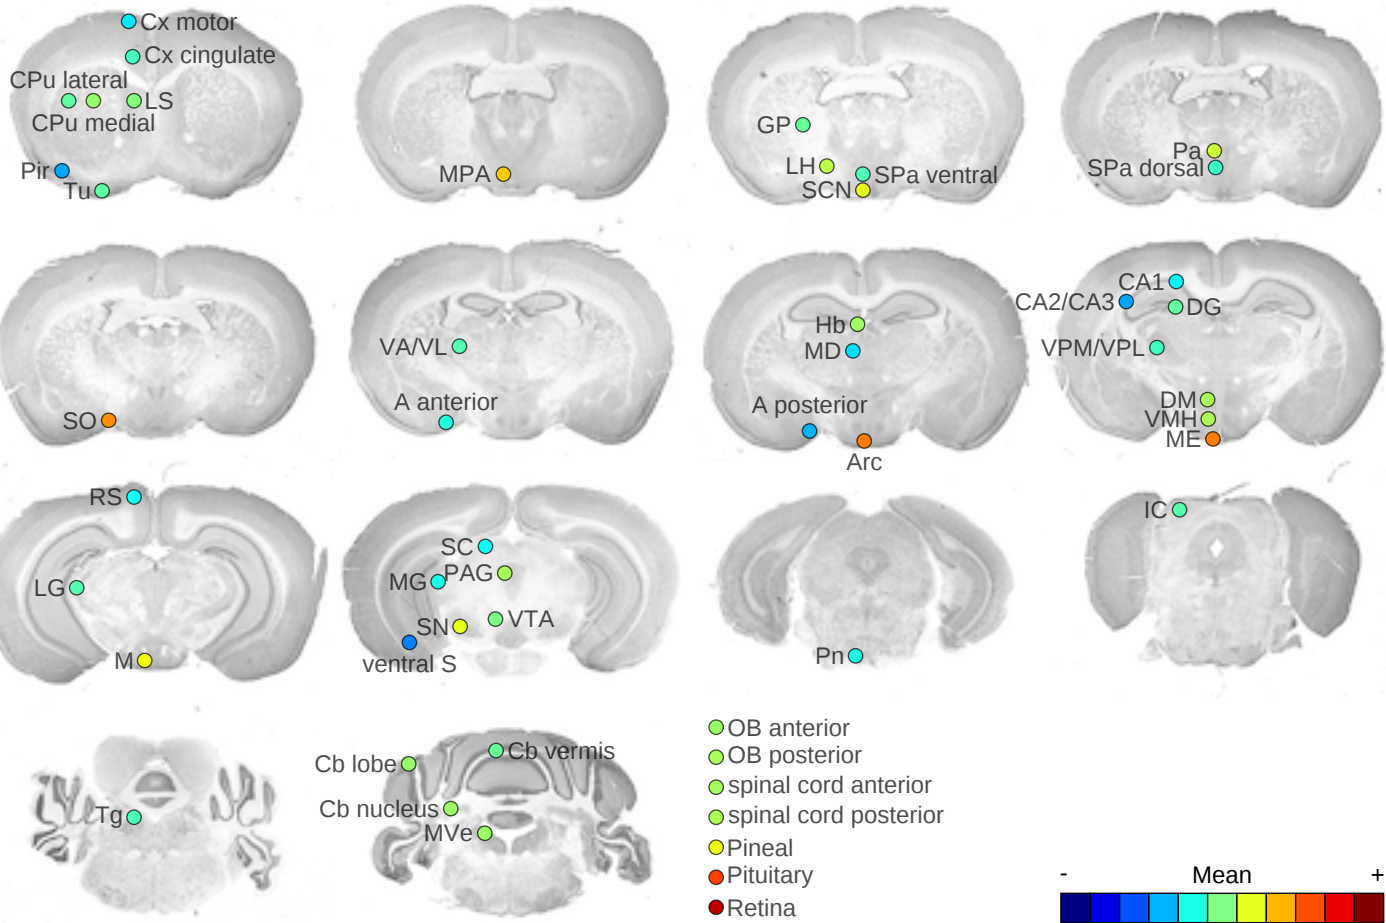 Cx motor
Cx cingulate
CPu lateral
LS
CPu medial
Pir
Tu
MPA
GP
LH
SPa ventral
SCN
Pa
SPa dorsal
SO
VA/VL
A anterior
Hb
MD
A posterior
Arc
CA1
CA2/CA3
DG
VPM/VPL
DM
VMH
ME
RS
LG
M
SC
MG
PAG
SN
VTA
ventral S
Pn
IC
Tg
Cb lobe
Cb vermis
Cb nucleus
MVe
OB anterior
OB posterior
spinal cord anterior
spinal cord posterior
Pineal
Pituitary
Retina
- Mean +